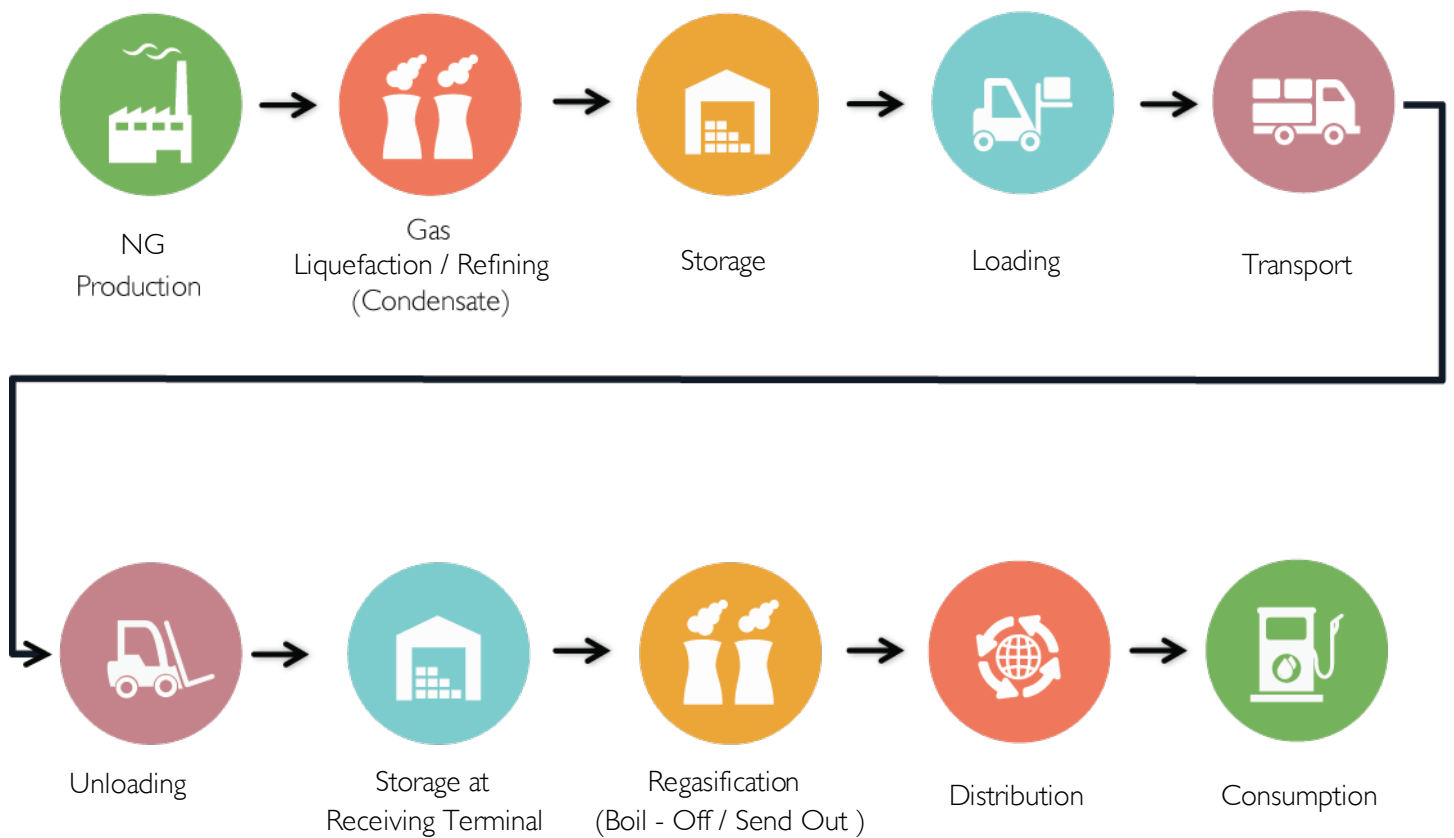 NG
Production
Gas
Liquefaction / Refining
(Condensate)
Storage
Loading
Transport
Unloading
Storage at
Receiving Terminal
Regasification
(Boil - Off / Send Out )
Distribution
Consumption